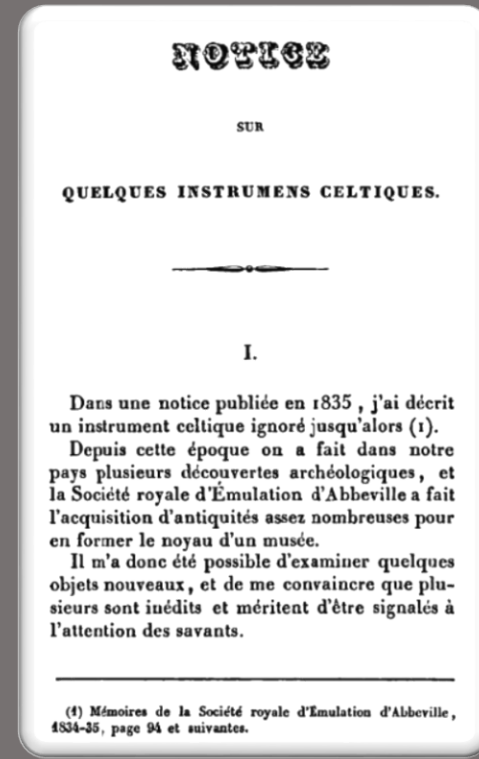 NOTICE
SUR
QUELQUES INSTRUMENS CELTIQUES.
I.
Dans une notice publiée en 1835 , j'ai décrit
un instrument celtique ignoré jusqu'alors (1).
Depuis cette époque on a fait dans notre
pays plusieurs découvertes archéologiques , et
la Société royale d'Émulation d'Abbeville a fait
l'acquisition d'antiquités assez nombreuses pour
en former le noyau d'un musée.
Il m'a donc été possible d'examiner quelques
objets nouveaux , et de me convaincre que plu-
sieurs sont inédits et méritent d'être signalés à
l'attention des savants.
(1) Mémoires de la Société royale d'Émulation d'Abbeville ,
1834-35, page 94 et suivantes.